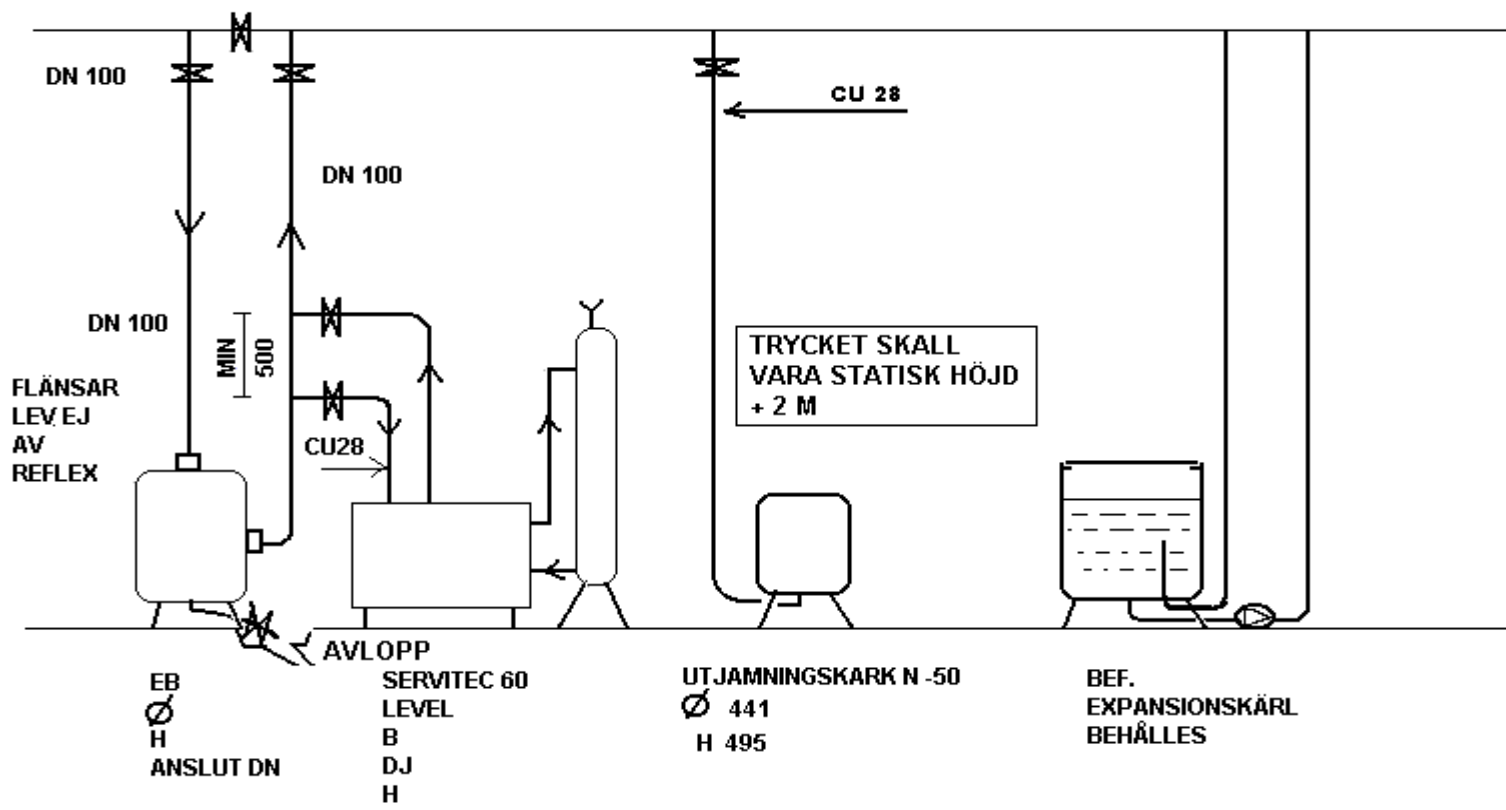 DN 100
CU 28
DN 100
DN 100
MIN
500
FLÄNSAR
LEV EJ
AV
REFLEX
CU28
TRYCKET SKALL
VARA STATISK HÖJD
+ 2 M
AVLOPP
EB
Ø
H
ANSLUT DN
SERVITEC 60
LEVEL
B
DJ
H
UTJAMNINGSKARK N -50
Ø 441
H 495
BEF.
EXPANSIONSKÄRL
BEHÅLLES